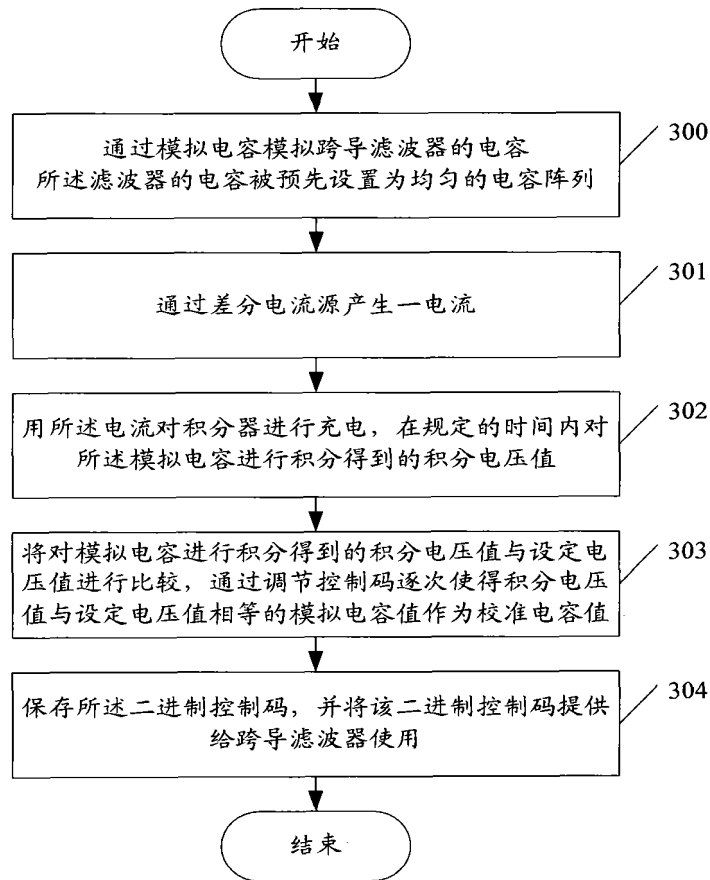 开始
通过模拟电容模拟跨导滤波器的电容
所述滤波器的电容被预先设置为均匀的电容阵列
300
通过差分电流源产生一电流
301
用所述电流对积分器进行充电，在规定的时间内对
所述模拟电容进行积分得到的积分电压值
302
将对模拟电容进行积分得到的积分电压值与设定电
压值进行比较，通过调节控制码逐次使得积分电压
值与设定电压值相等的模拟电容值作为校准电容值
303
保存所述二进制控制码，并将该二进制控制码提供
给跨导滤波器使用
304
结束